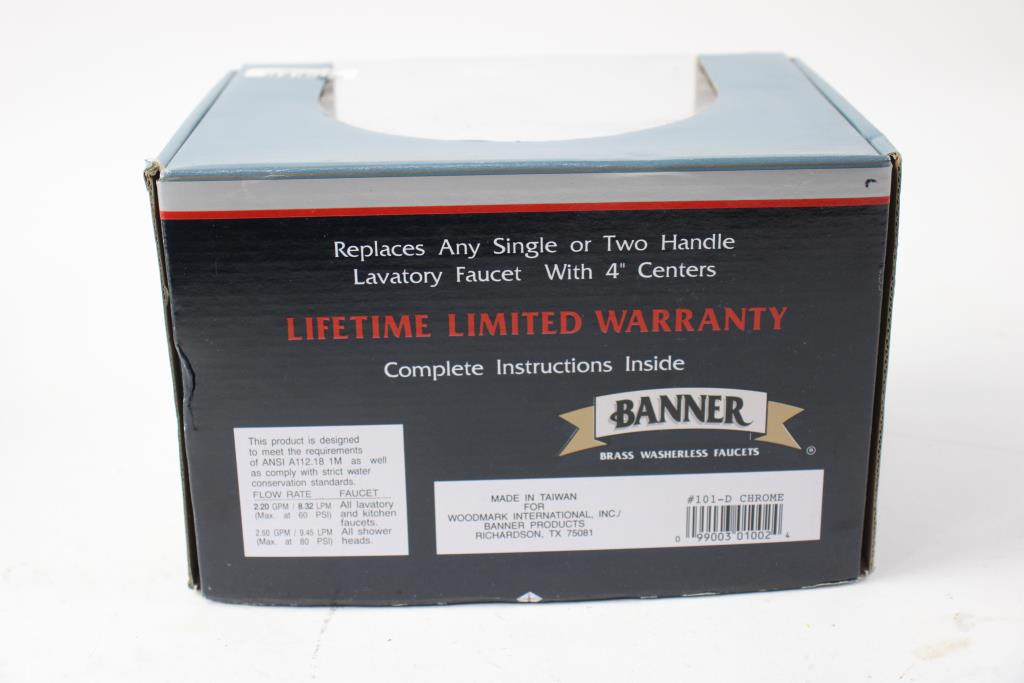 Replaces Any Single or Two Handle
Lavatory Faucet With 4" Centers
LIFETIME LIMITED WARRANTY
Complete Instructions Inside
BANNER
BRASS WASHERLESS FAUCETS ®
This product is designed
to meet the requirements
of ANSI A112.18 1M as well
as comply with strict water
conservation standards.
FLOW RATE FAUCET
2.20 GPM / 8.32 LPM All lavatory
(Max. at 60 PSI) and kitchen
faucets.
2.50 GPM / 9.45 LPM All shower
(Max. at 80 PSI) heads.
MADE IN TAIWAN
FOR
WOODMARK INTERNATIONAL, INC./
BANNER PRODUCTS
RICHARDSON, TX 75081
#101-D CHROME
0 99003 01002 4